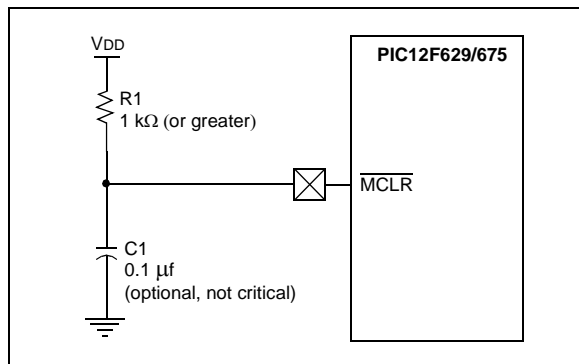 VDD
PIC12F629/675
R1
1 kΩ (or greater)
MCLR
C1
0.1 µf
(optional, not critical)